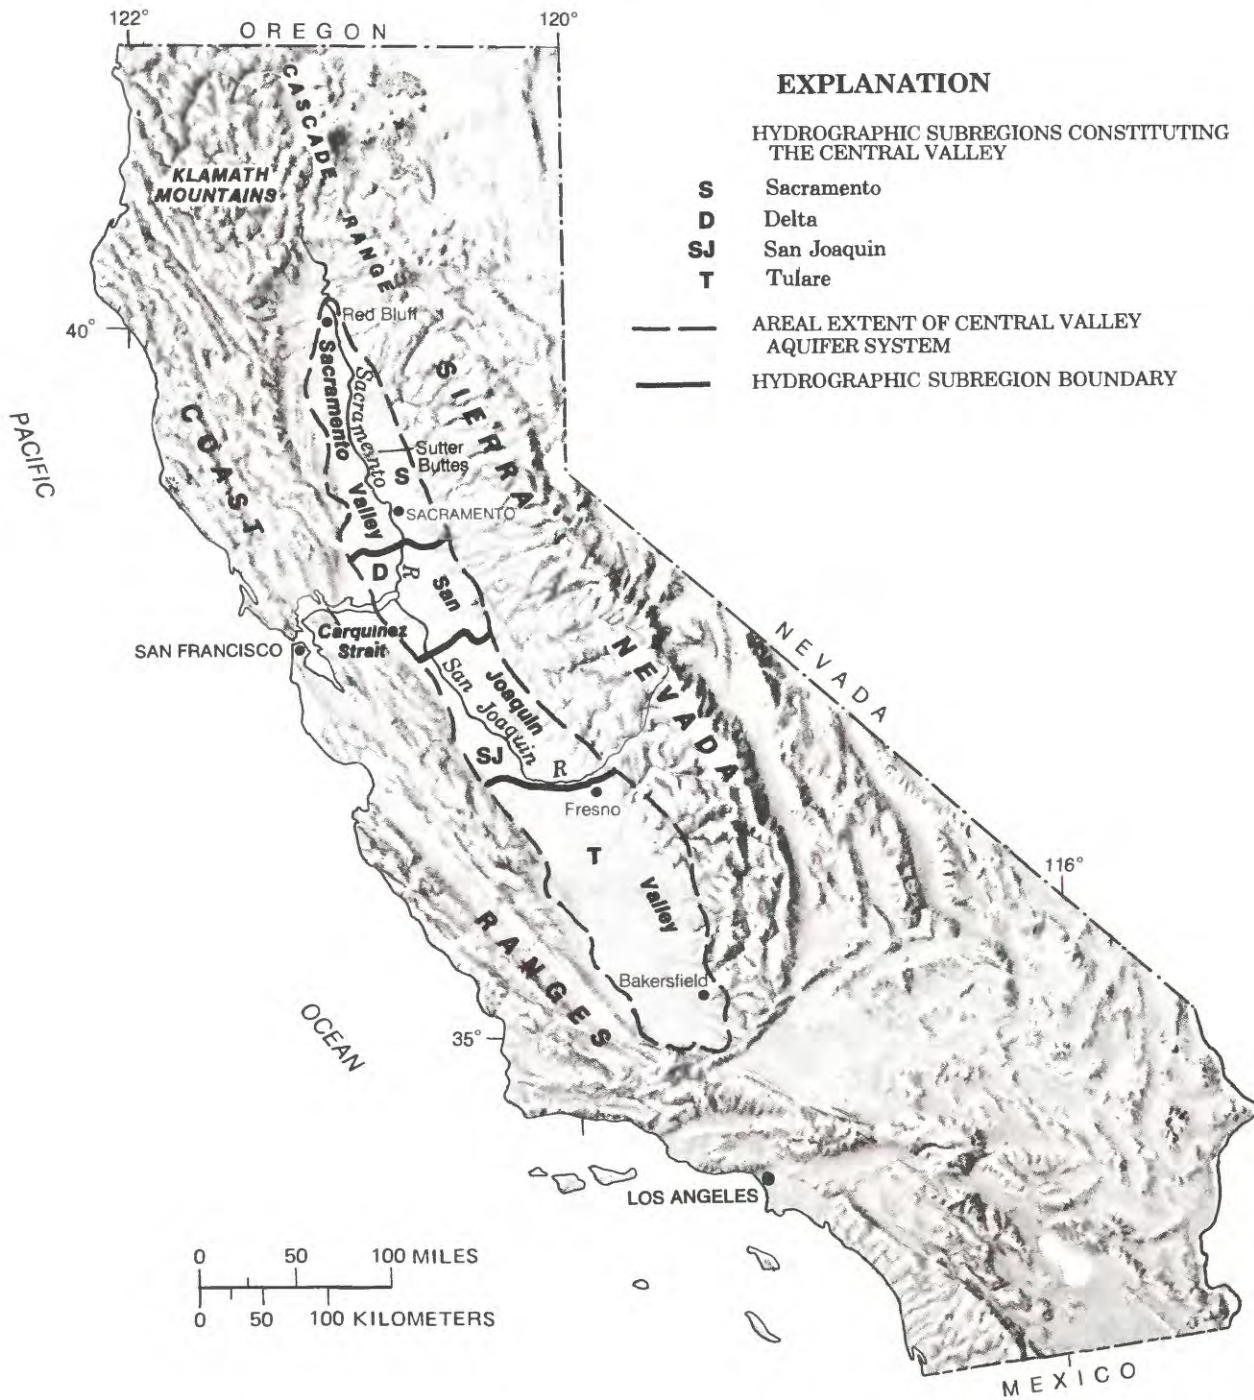 122°
120°
OREGON
CASCADE RANGE
KLAMATH
MOUNTAINS
EXPLANATION
HYDROGRAPHIC SUBREGIONS CONSTITUTING
THE CENTRAL VALLEY
S Sacramento
D Delta
SJ San Joaquin
T Tulare
AREAL EXTENT OF CENTRAL VALLEY
AQUIFER SYSTEM
HYDROGRAPHIC SUBREGION BOUNDARY
40°
Red Bluff
Sacramento Valley
Sacramento R
SIERRA NEVADA
COAST RANGES
PACIFIC OCEAN
Sutter
Buttes
S
SACRAMENTO
D
San Joaquin Valley
Carquinez
Strait
SAN FRANCISCO
NEVADA
San Joaquin R
SJ
Fresno
T
116°
Bakersfield
35°
LOS ANGELES
0 50 100 MILES
0 50 100 KILOMETERS
MEXICO